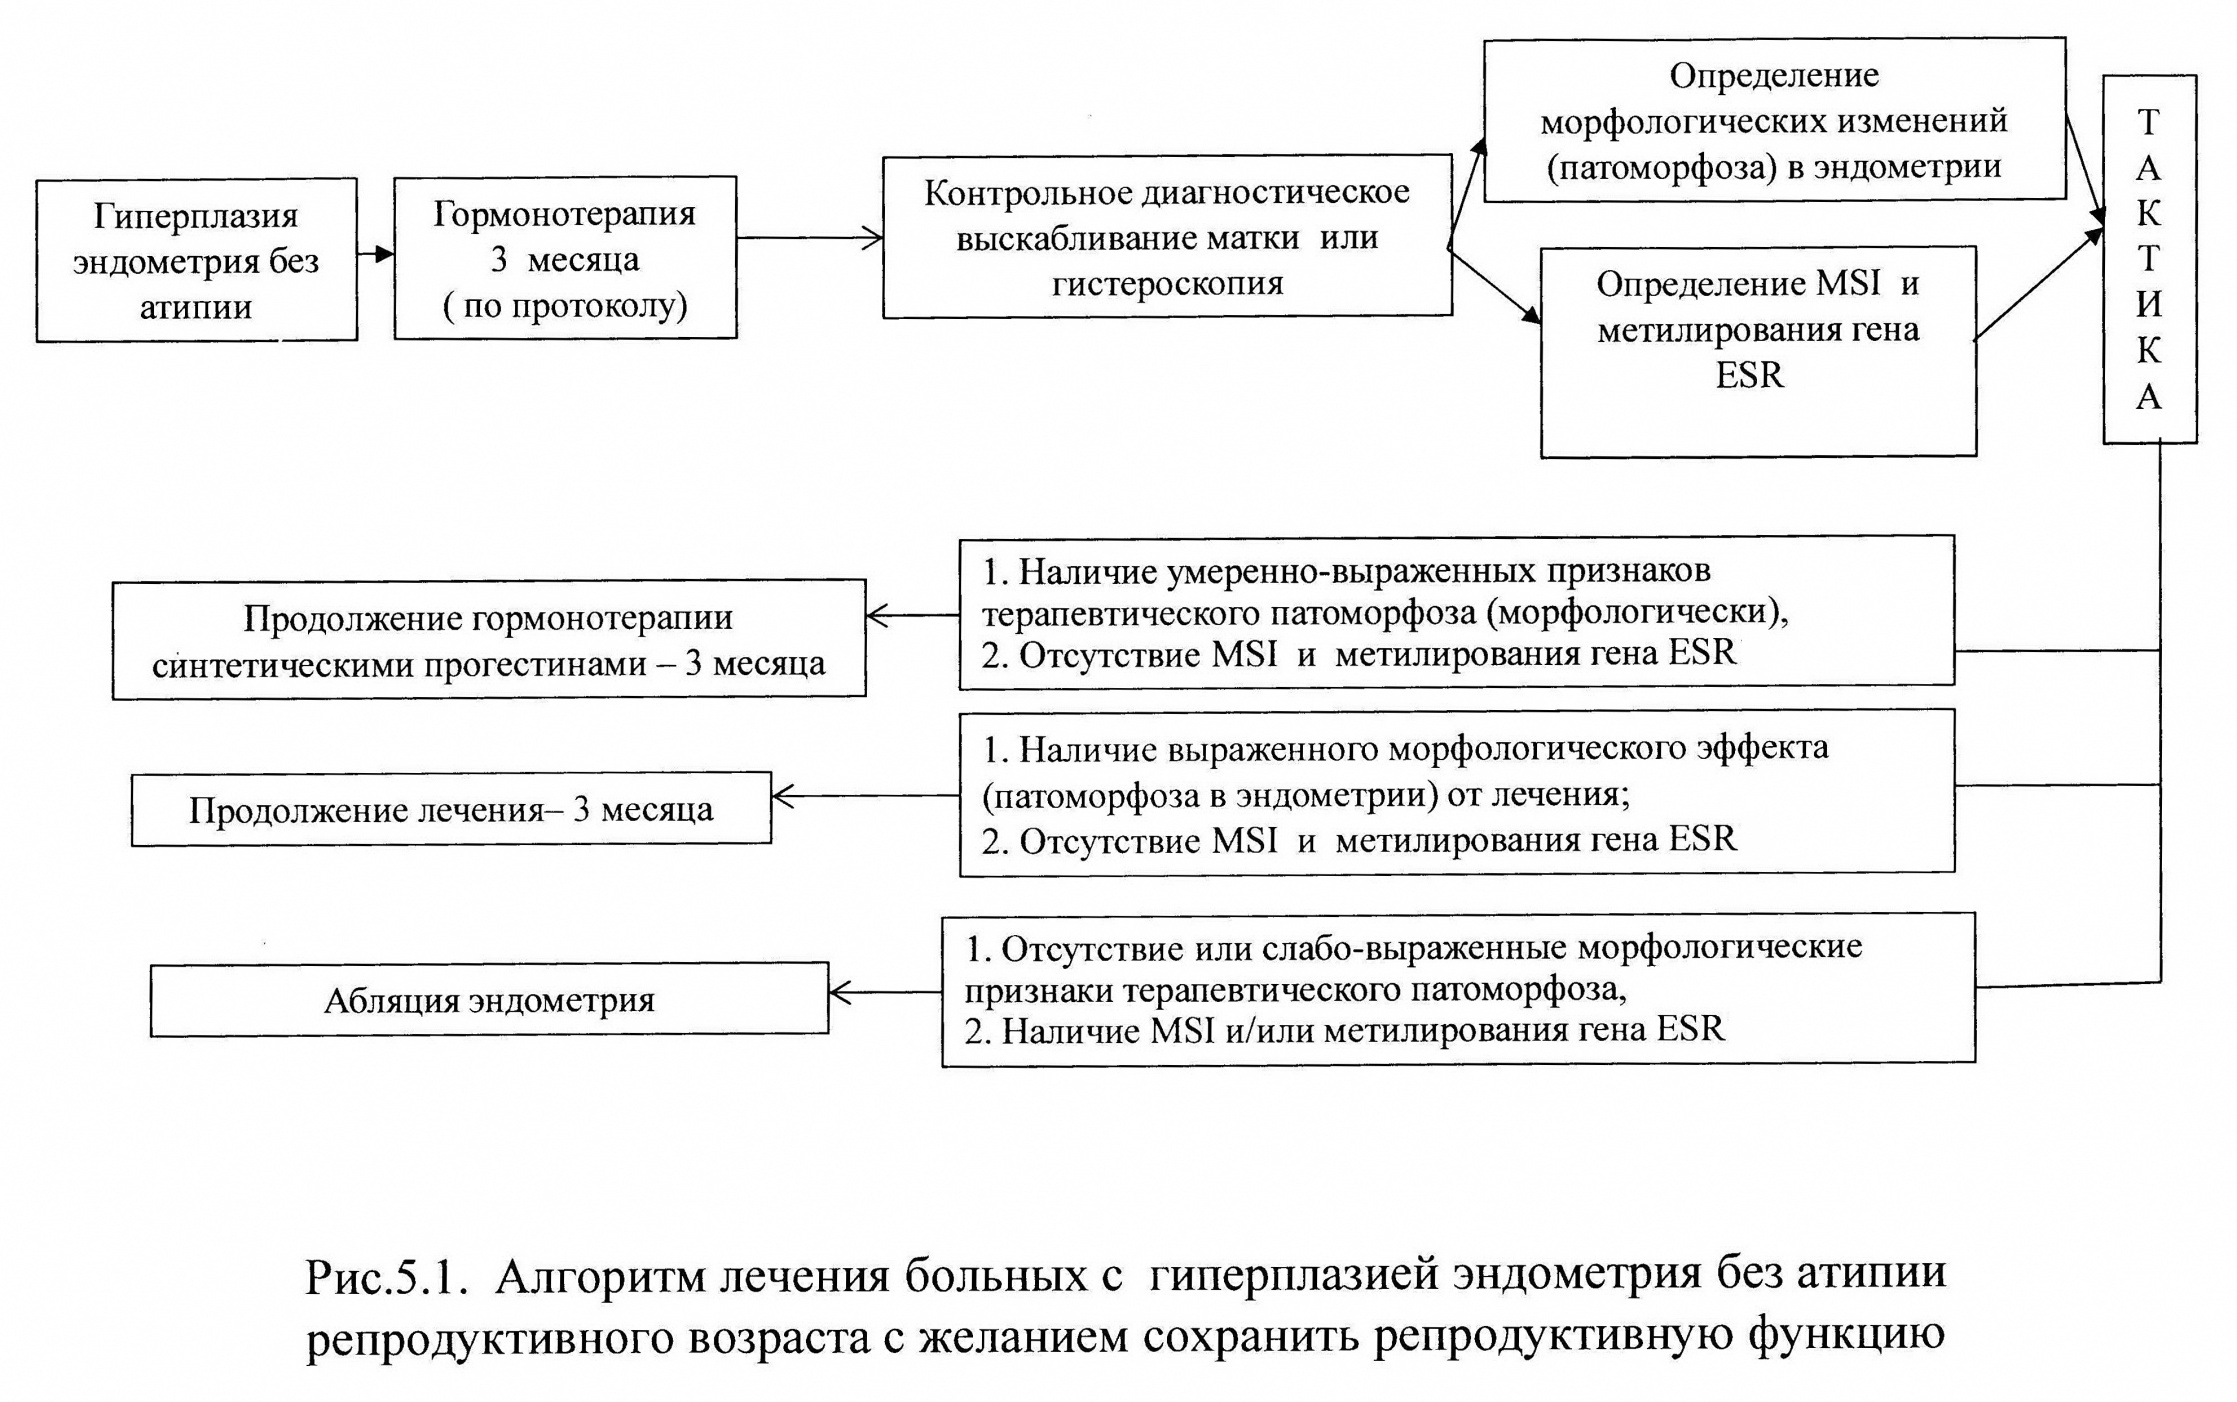 Гиперплазия
эндометрия без
атипии
Гормонотерапия
3 месяца
( по протоколу)
Контрольное диагностическое
выскабливание матки или
гистероскопия
Определение
морфологических изменений
(патоморфоза) в эндометрии
Определение MSI и
метилирования гена
ESR
Т
А
К
Т
И
К
А
1. Наличие умеренно-выраженных признаков
терапевтического патоморфоза (морфологически),
2. Отсутствие MSI и метилирования гена ESR
Продолжение гормонотерапии
синтетическими прогестинами – 3 месяца
1. Наличие выраженного морфологического эффекта
(патоморфоза в эндометрии) от лечения;
2. Отсутствие MSI и метилирования гена ESR
Продолжение лечения– 3 месяца
1. Отсутствие или слабо-выраженные морфологические
признаки терапевтического патоморфоза,
2. Наличие MSI и/или метилирования гена ESR
Абляция эндометрия
Рис.5.1. Алгоритм лечения больных с гиперплазией эндометрия без атипии
репродуктивного возраста с желанием сохранить репродуктивную функцию